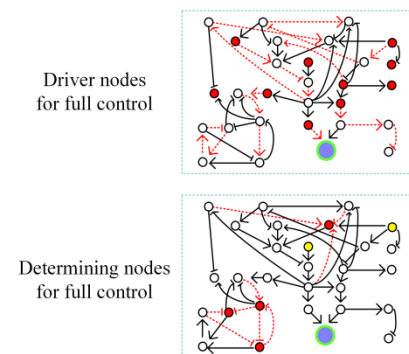 Driver nodes
for full control
Determining nodes
for full control